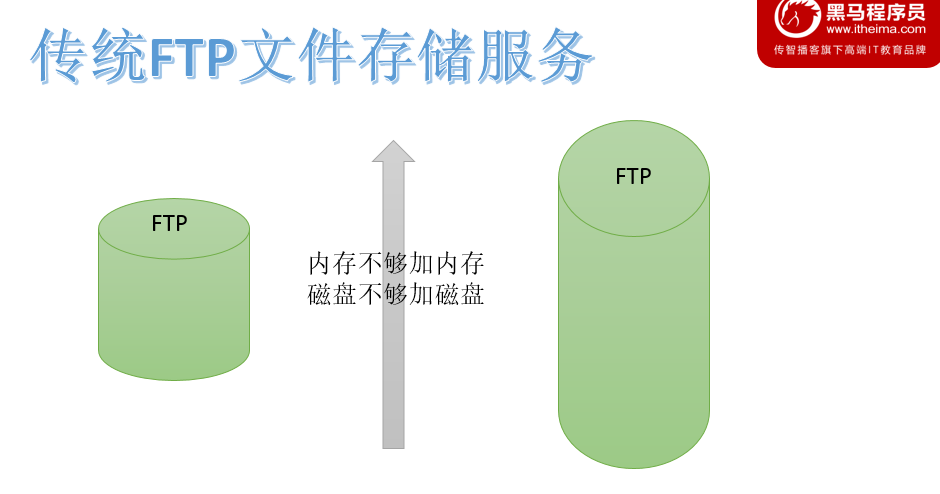 传统FTP文件存储服务
黑马程序员
www.itheima.com
传智播客旗下高端IT教育品牌
FTP
内存不够加内存
磁盘不够加磁盘
FTP